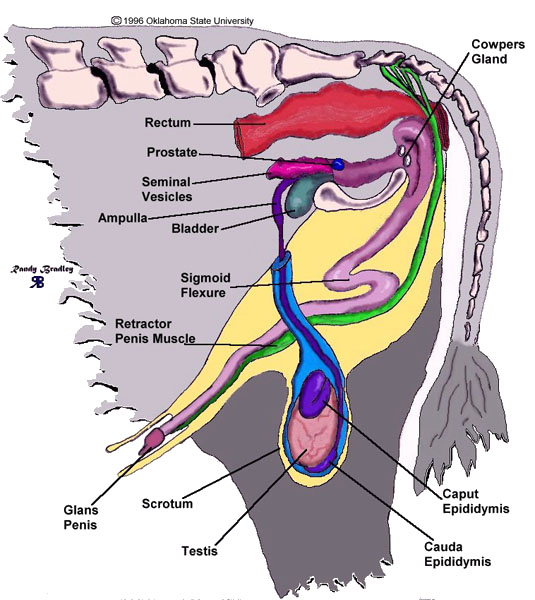 © 1996 Oklahoma State University
Cowpers
Gland
Rectum
Prostate
Seminal
Vesicles
Ampulla
Bladder
Randy Bradley
RB
Sigmoid
Flexure
Retractor
Penis Muscle
Glans
Penis
Scrotum
Testis
Caput
Epididymis
Cauda
Epididymis